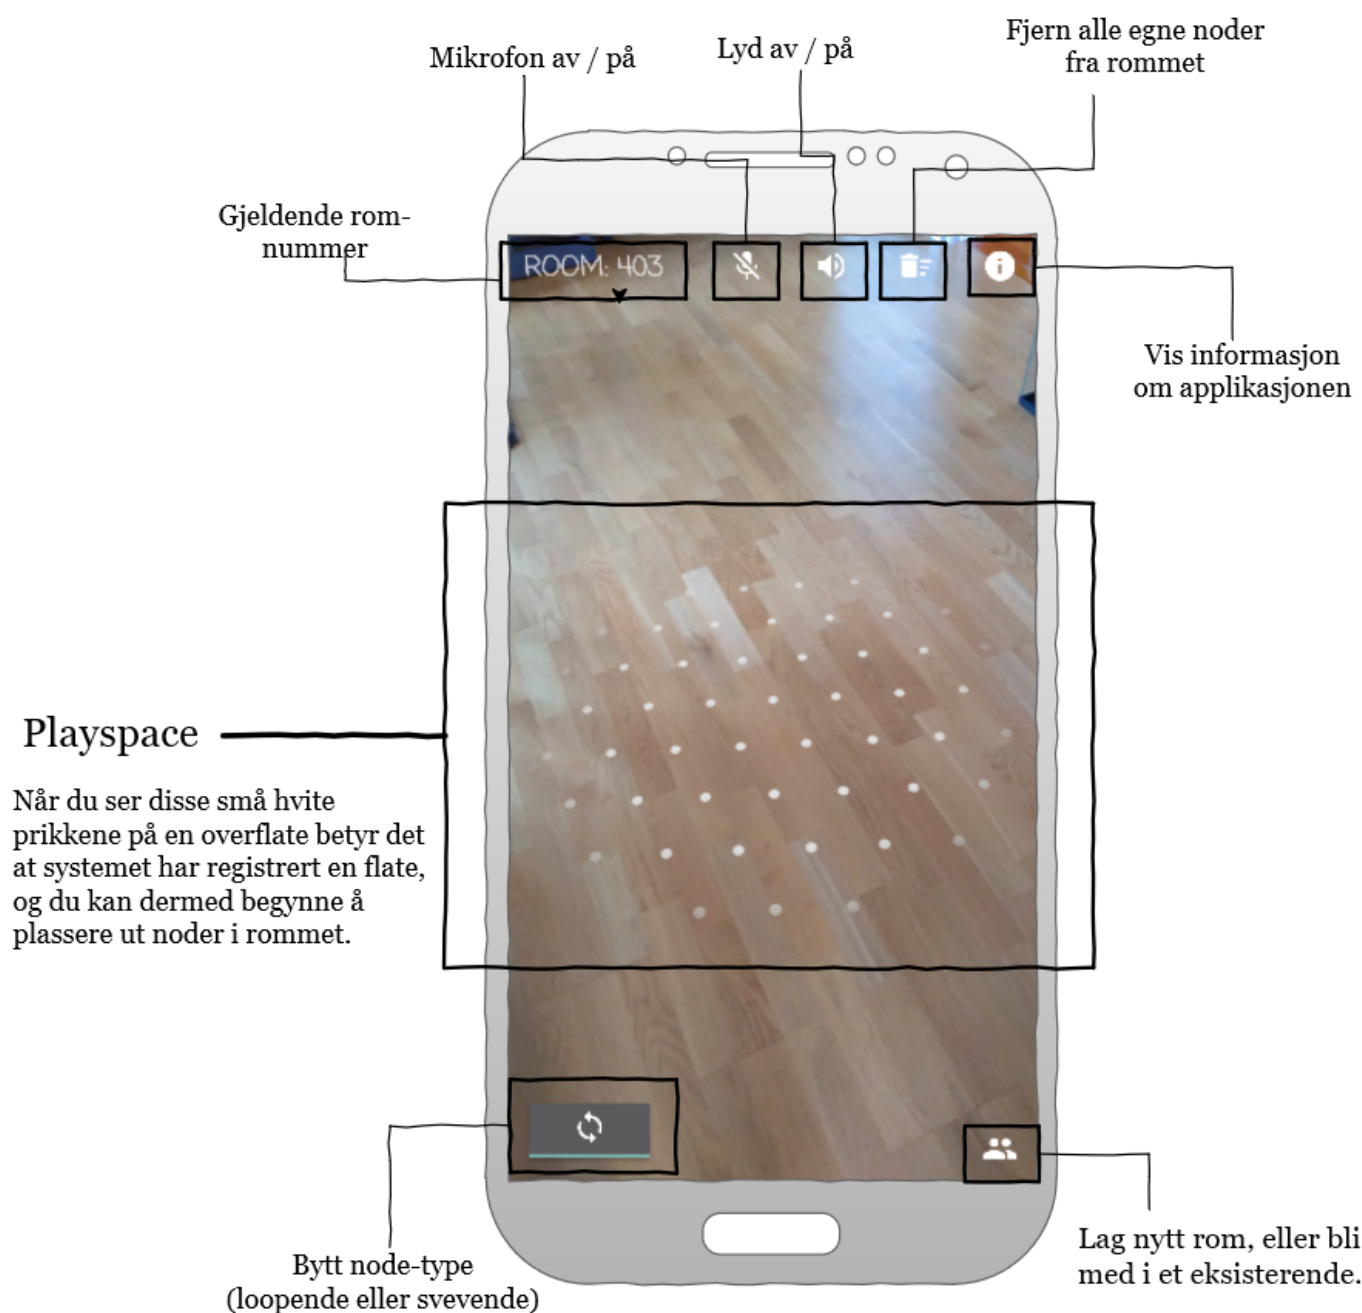 Mikrofon av / på
Lyd av / på
Fjern alle egne noder
fra rommet
Gjeldende rom-
nummer
ROOM: 403
Vis informasjon
om applikasjonen
Playspace
Når du ser disse små hvite
prikkene på en overflate betyr det
at systemet har registrert en flate,
og du kan dermed begynne å
plassere ut noder i rommet.
Bytt node-type
(loopende eller svevende)
Lag nytt rom, eller bli
med i et eksisterende.